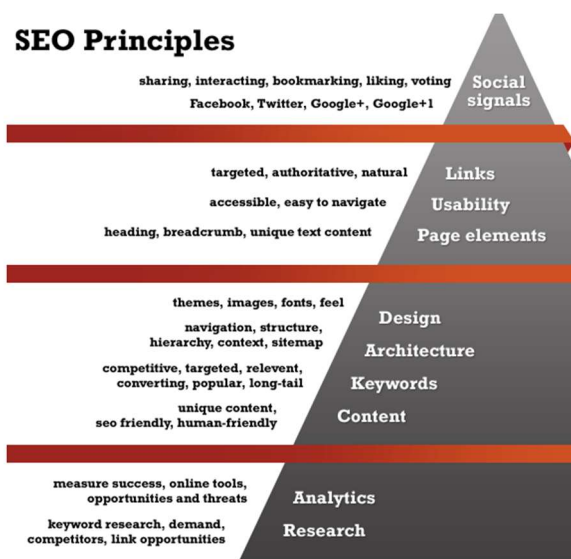 SEO Principles
sharing, interacting, bookmarking, liking, voting
Facebook, Twitter, Google+, Google+1
Social
signals
targeted, authoritative, natural
Links
accessible, easy to navigate
Usability
heading, breadcrumb, unique text content
Page elements
themes, images, fonts, feel
Design
navigation, structure,
hierarchy, context, sitemap
Architecture
competitive, targeted, relevent,
converting, popular, long-tail
Keywords
unique content,
seo friendly, human-friendly
Content
measure success, online tools,
opportunities and threats
Analytics
keyword research, demand,
competitors, link opportunities
Research